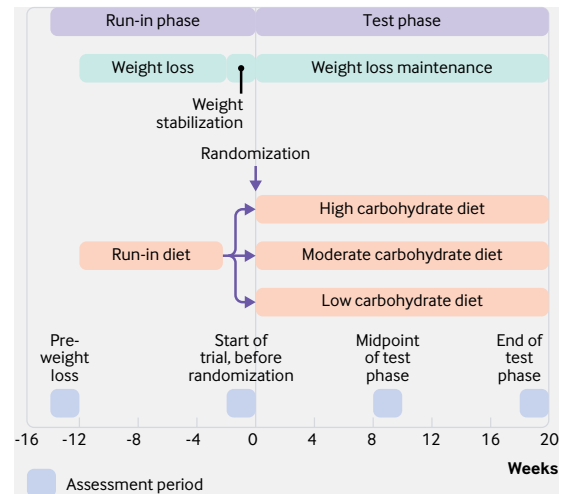 Run-in phase
Test phase
Weight loss
Weight loss maintenance
Weight
stabilization
Randomization
High carbohydrate diet
Run-in diet
Moderate carbohydrate diet
Low carbohydrate diet
Pre-
weight
loss
Start of
trial, before
randomization
Midpoint
of test
phase
End of
test
phase
-16 -12 -8 -4 0 4 8 12 16 20
Weeks
Assessment period